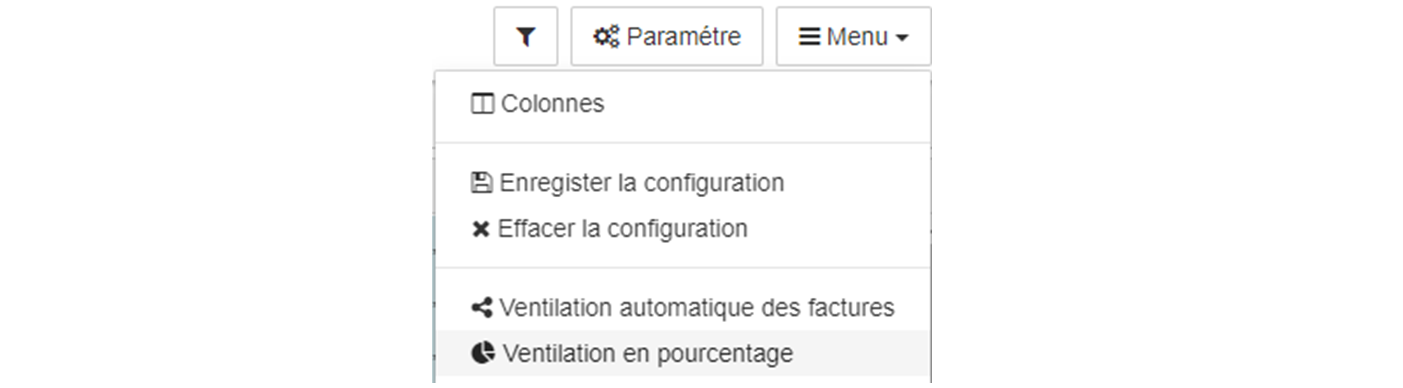 Paramétre Menu
Colonnes
Enregister la configuration
Effacer la configuration
Ventilation automatique des factures
Ventilation en pourcentage